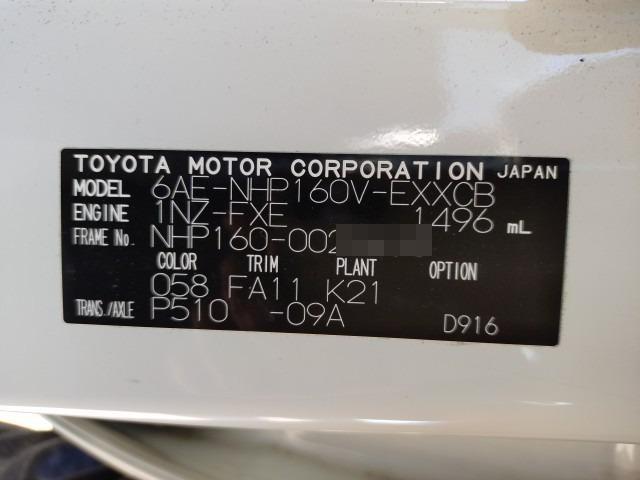 TOYOTA MOTOR CORPORATION JAPAN
MODEL 6AE-NHP160V-EXXCB
ENGINE 1NZ-FXE 1496 mL
FRAME No. NHP160-002
COLOR TRIM PLANT OPTION
058 FA11 K21
TRANS./AXLE P510 -09A D916